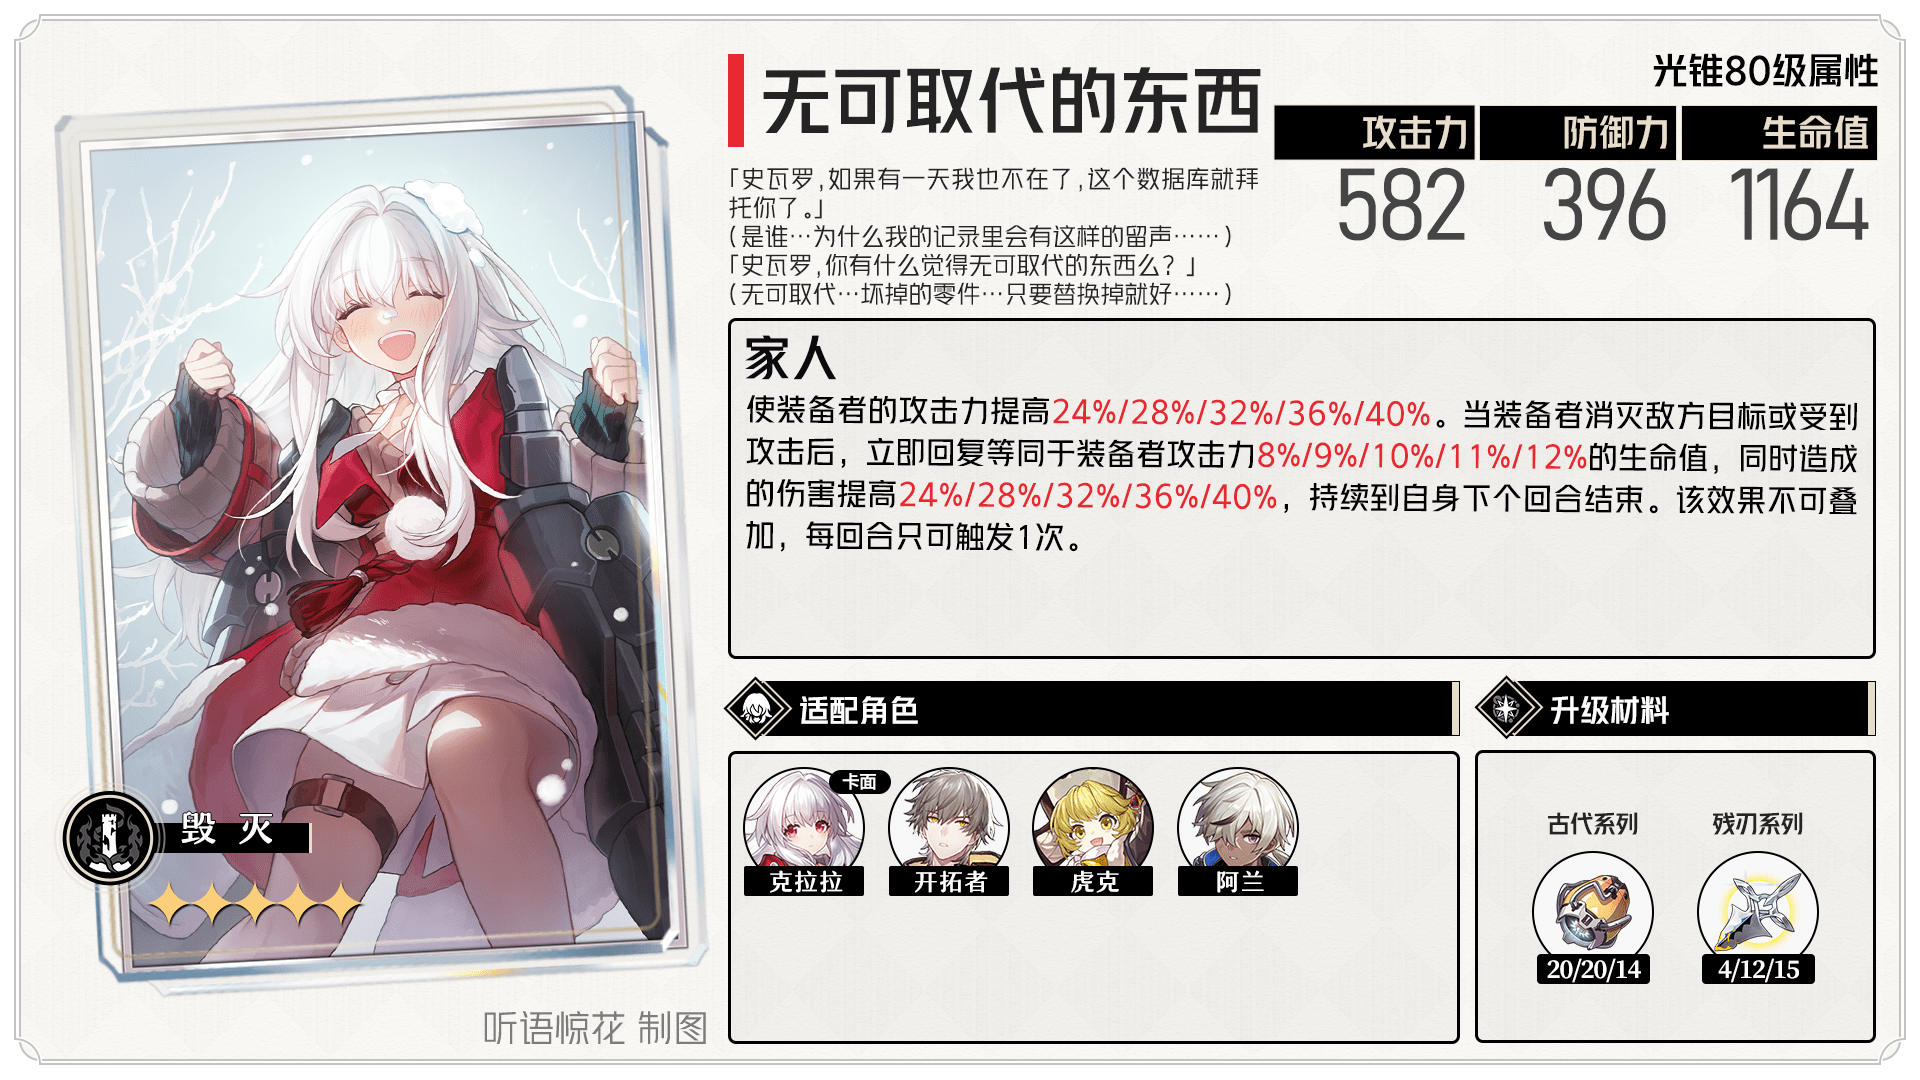 无可取代的东西
光锥80级属性
攻击力 防御力 生命值
582 396 1164
「史瓦罗,如果有一天我也不在了,这个数据库就拜
托你了。」
(是谁…为什么我的记录里会有这样的留声……)
「史瓦罗,你有什么觉得无可取代的东西么？」
(无可取代…坏掉的零件…只要替换掉就好……)
家人
使装备者的攻击力提高24%/28%/32%/36%/40%。当装备者消灭敌方目标或受到
攻击后，立即回复等同于装备者攻击力8%/9%/10%/11%/12%的生命值，同时造成
的伤害提高24%/28%/32%/36%/40%，持续到自身下个回合结束。该效果不可叠
加，每回合只可触发1次。
毁灭
适配角色
卡面
克拉拉 开拓者 虎克 阿兰
升级材料
古代系列 残刃系列
20/20/14 4/12/15
听语惊花 制图